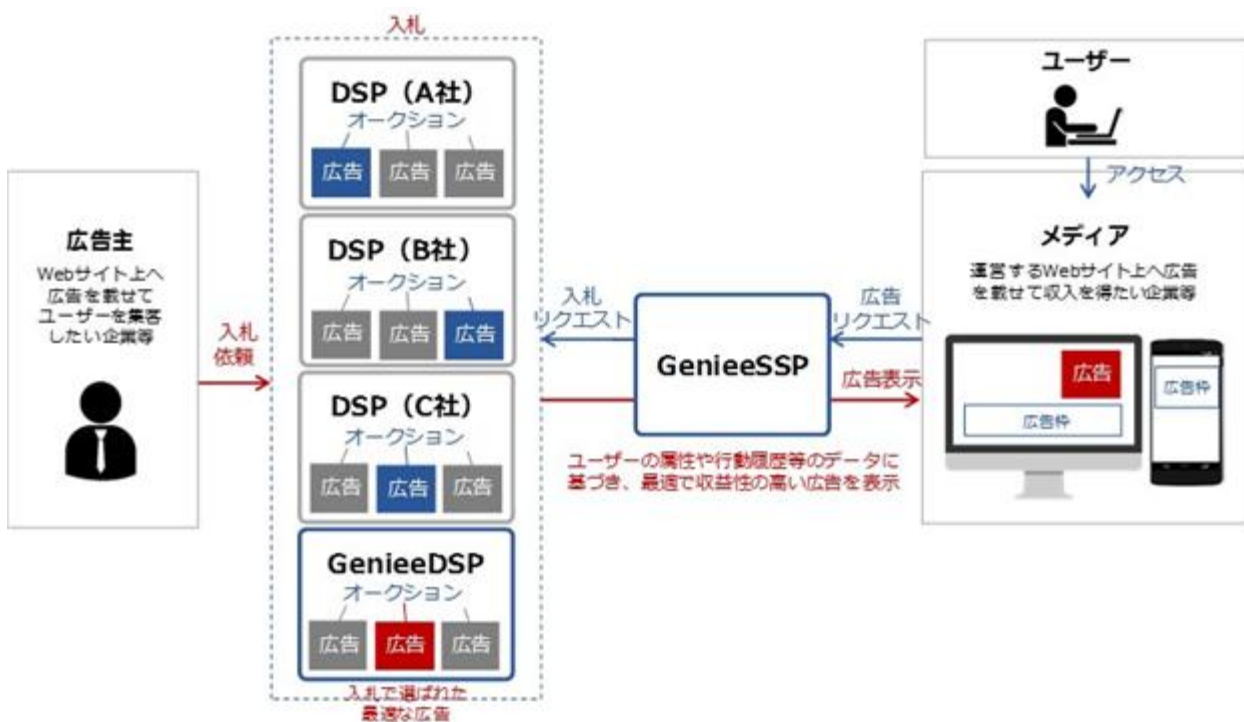 入札
DSP（A社）
オークション
広告 広告 広告
DSP（B社）
オークション
広告 広告 広告
DSP（C社）
オークション
広告 広告 広告
GenieeDSP
オークション
広告 広告 広告
入札で選ばれた
最適な広告
広告主
Webサイト上へ
広告を載せて
ユーザーを集客
したい企業等
入札
依頼
入札
リクエスト
GenieeSSP
広告
リクエスト
広告表示
ユーザーの属性や行動履歴等のデータに
基づき、最適で収益性の高い広告を表示
ユーザー
アクセス
メディア
運営するWebサイト上へ広告
を載せて収入を得たい企業等
広告
広告枠
広告枠